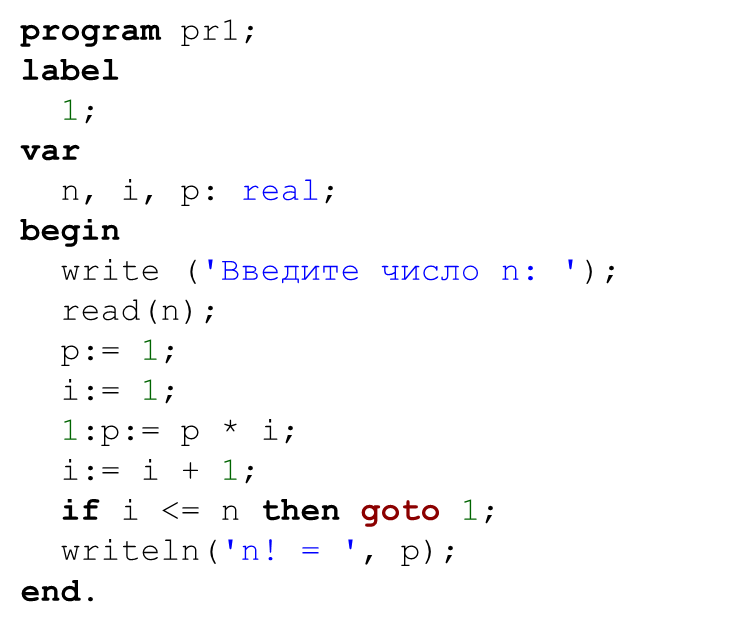 program pr1;
label
  1;
var
  n, i, p: real;
begin
  write ('Введите число n: ');
  read(n);
  p:= 1;
  i:= 1;
  1:p:= p * i;
  i:= i + 1;
  if i <= n then goto 1;
  writeln('n! = ', p);
end.